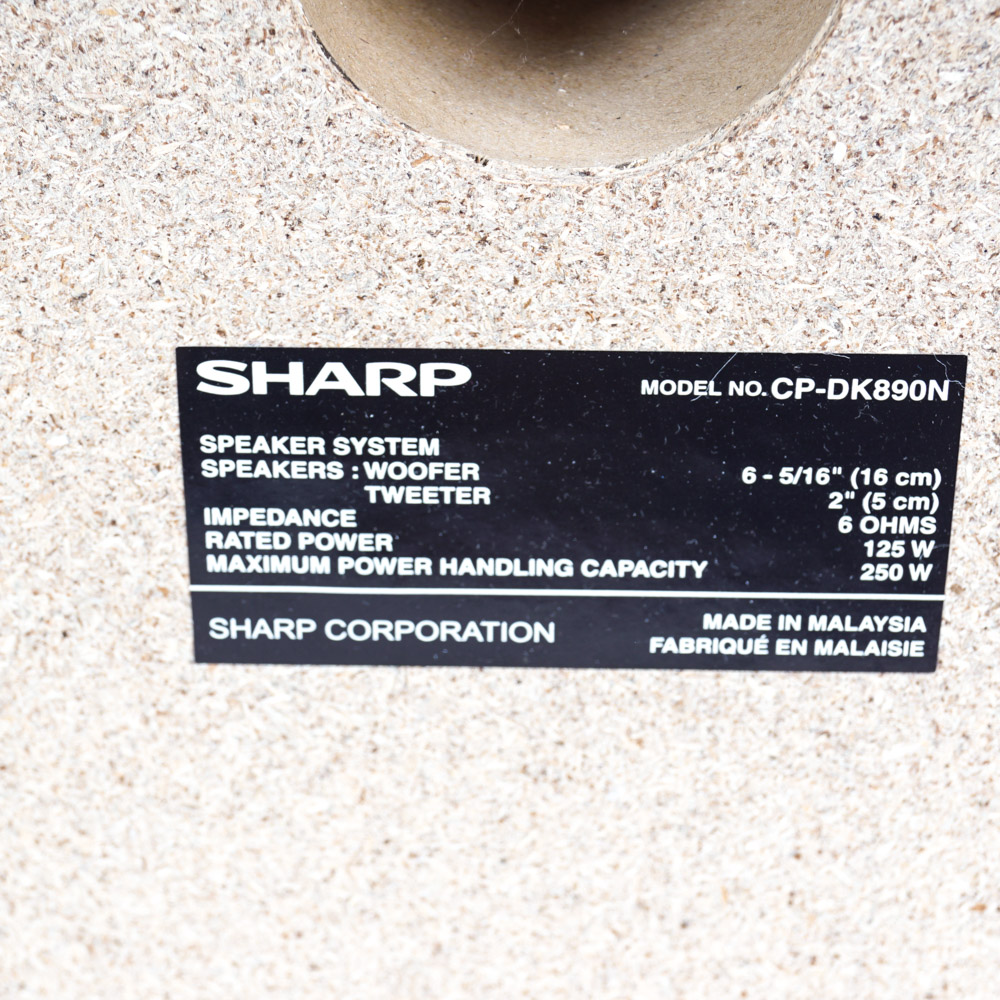 SHARP MODEL NO. CP-DK890N
SPEAKER SYSTEM
SPEAKERS : WOOFER 6 - 5/16" (16 cm)
TWEETER 2" (5 cm)
IMPEDANCE 6 OHMS
RATED POWER 125 W
MAXIMUM POWER HANDLING CAPACITY 250 W
SHARP CORPORATION MADE IN MALAYSIA
FABRIQUÉ EN MALAISIE